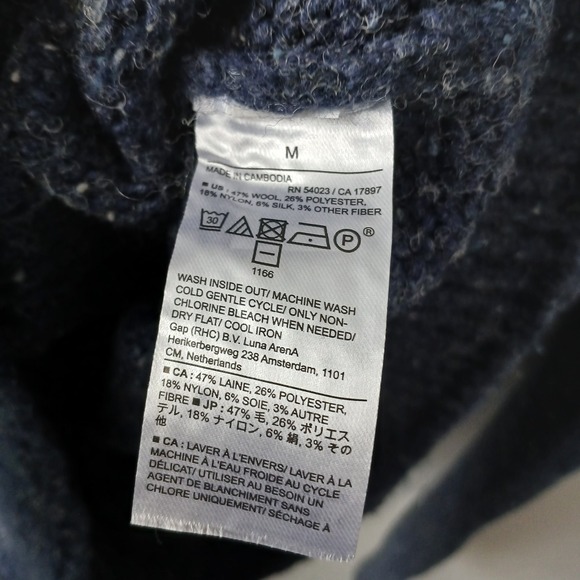 M
MADE IN CAMBODIA RN 54023 / CA 17897
■ US : 47% WOOL, 26% POLYESTER,
18% NYLON, 6% SILK, 3% OTHER FIBER
30 P ®
1166
WASH INSIDE OUT/ MACHINE WASH
COLD GENTLE CYCLE/ ONLY NON-
CHLORINE BLEACH WHEN NEEDED/
DRY FLAT/ COOL IRON
Gap (RHC) B.V. Luna ArenA
Herikerbergweg 238 Amsterdam, 1101
CM, Netherlands
■ CA : 47% LAINE, 26% POLYESTER,
18% NYLON, 6% SOIE, 3% AUTRE
FIBRE ■ JP : 47% 毛, 26% ポリエス
テル, 18% ナイロン, 6% 絹, 3% その
他
■ CA : LAVER À L'ENVERS/ LAVER À LA
MACHINE À L'EAU FROIDE AU CYCLE
DÉLICAT/ UTILISER AU BESOIN UN
AGENT DE BLANCHIMENT SANS
CHLORE UNIQUEMENT/ SÉCHAGE À